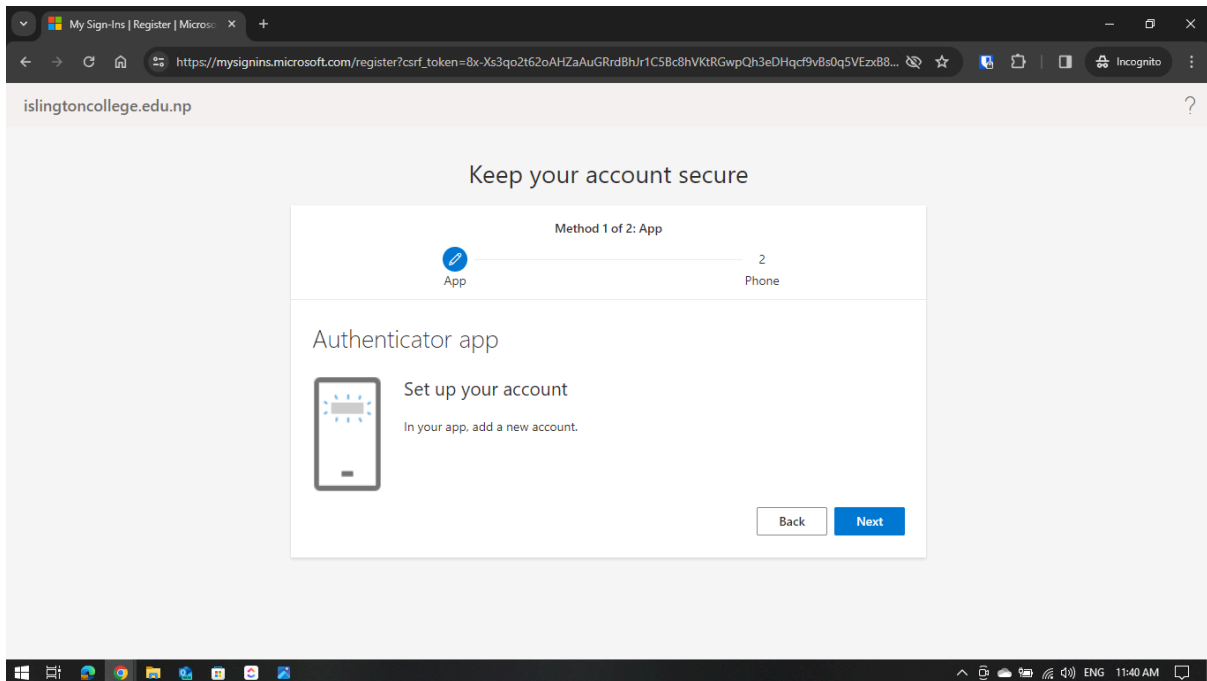 My Sign-Ins | Register | Microso
https://mysignins.microsoft.com/register?csrf_token=8x-Xs3qo2t62oAHZaAuGRrdBhJr1C5Bc8hVKtRGwpQh3eDHqcf9vBs0q5VEzxB8...
Incognito
islingtoncollege.edu.np
?
Keep your account secure
Method 1 of 2: App
2
App
Phone
Authenticator app
Set up your account
In your app, add a new account.
Back
Next
ENG 11:40 AM